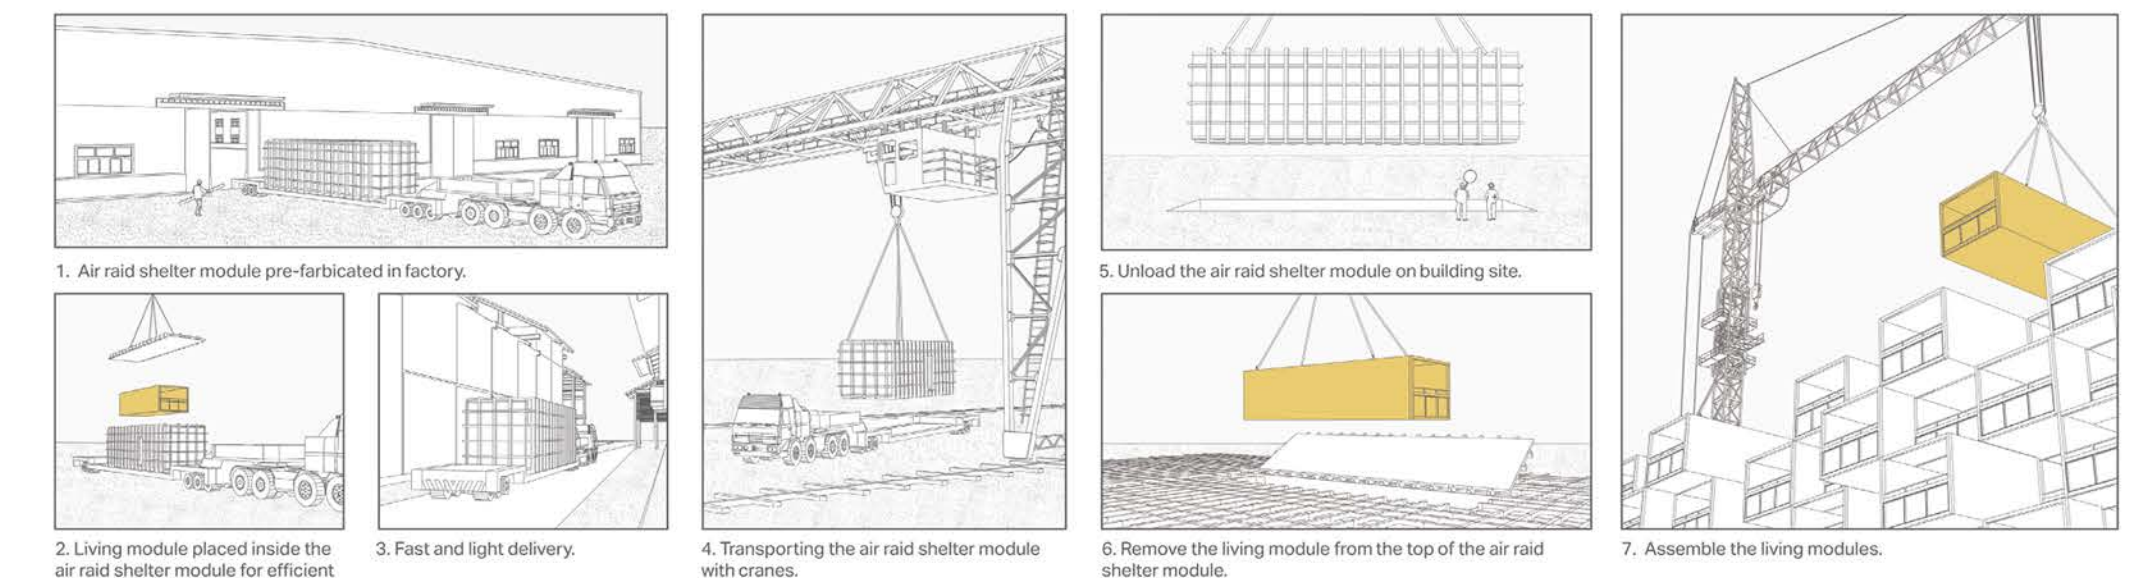 1. Air raid shelter module pre-farbicated in factory.
2. Living module placed inside the
air raid shelter module for efficient
3. Fast and light delivery.
4. Transporting the air raid shelter module
with cranes.
5. Unload the air raid shelter module on building site.
6. Remove the living module from the top of the air raid
shelter module.
7. Assemble the living modules.